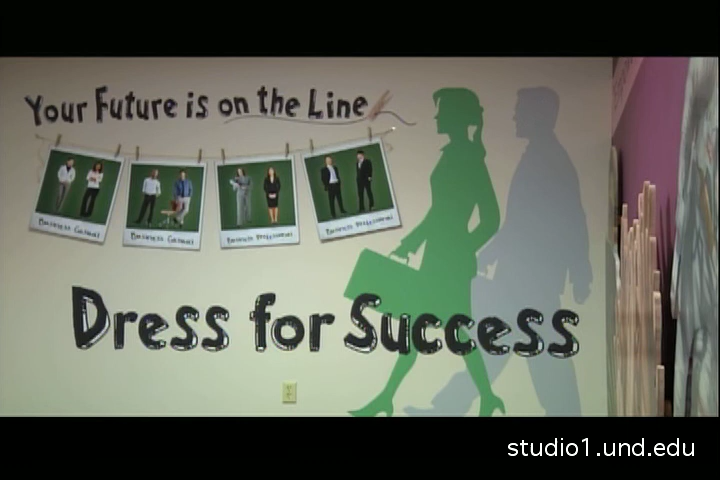 Your Future is on the Line
Business Casual
Business Casual
Business Professional
Business Professional
Dress for Success
studio1.und.edu